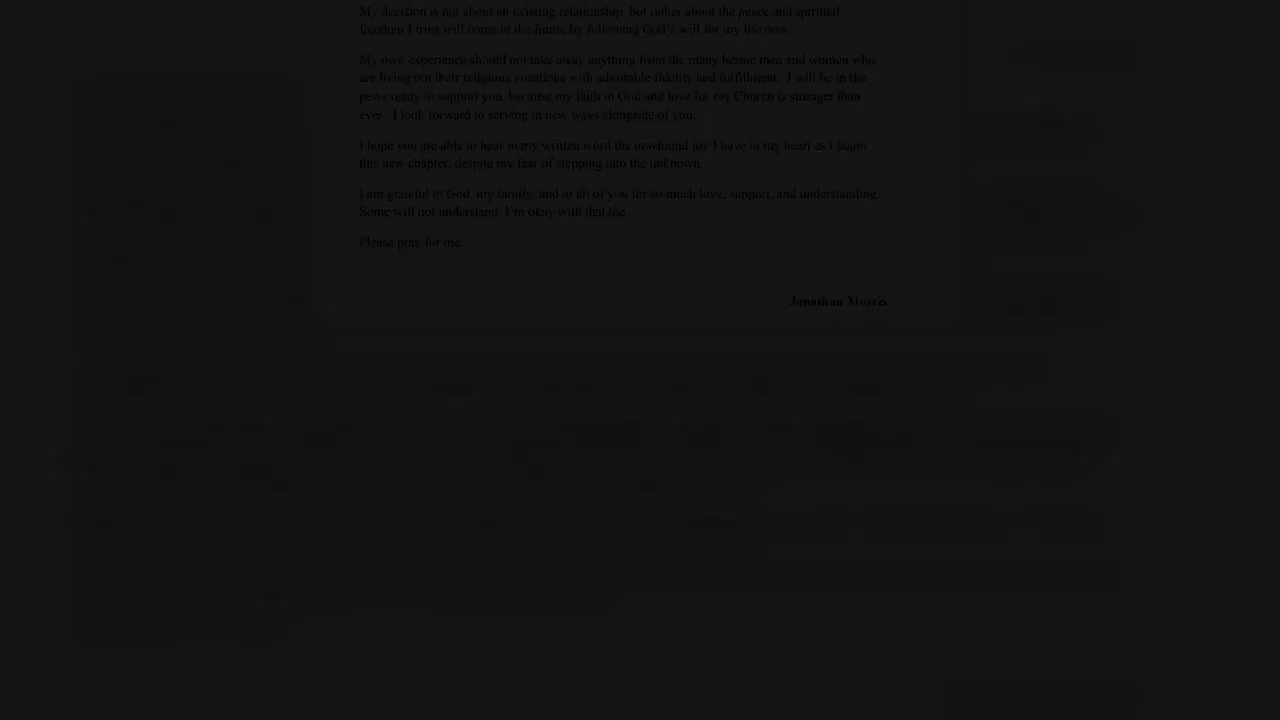 My decision is not about an existing relationship, but rather about the peace and spiritual
freedom I trust will come in the future by following God's will for my life now.
My own experience should not take away anything from the many heroic men and women who
are living out their religious vocations with admirable fidelity and fulfillment. I will be in the
pews ready to support you, because my faith in God and love for my Church is stronger than
ever. I look forward to serving in new ways alongside of you.
I hope you are able to hear in my written word the newfound joy I have in my heart as I begin
this new chapter, despite my fear of stepping into the unknown.
I am grateful to God, my family, and to all of you for so much love, support, and understanding.
Some will not understand. I'm okay with that too.
Please pray for me.
Jonathan Morris